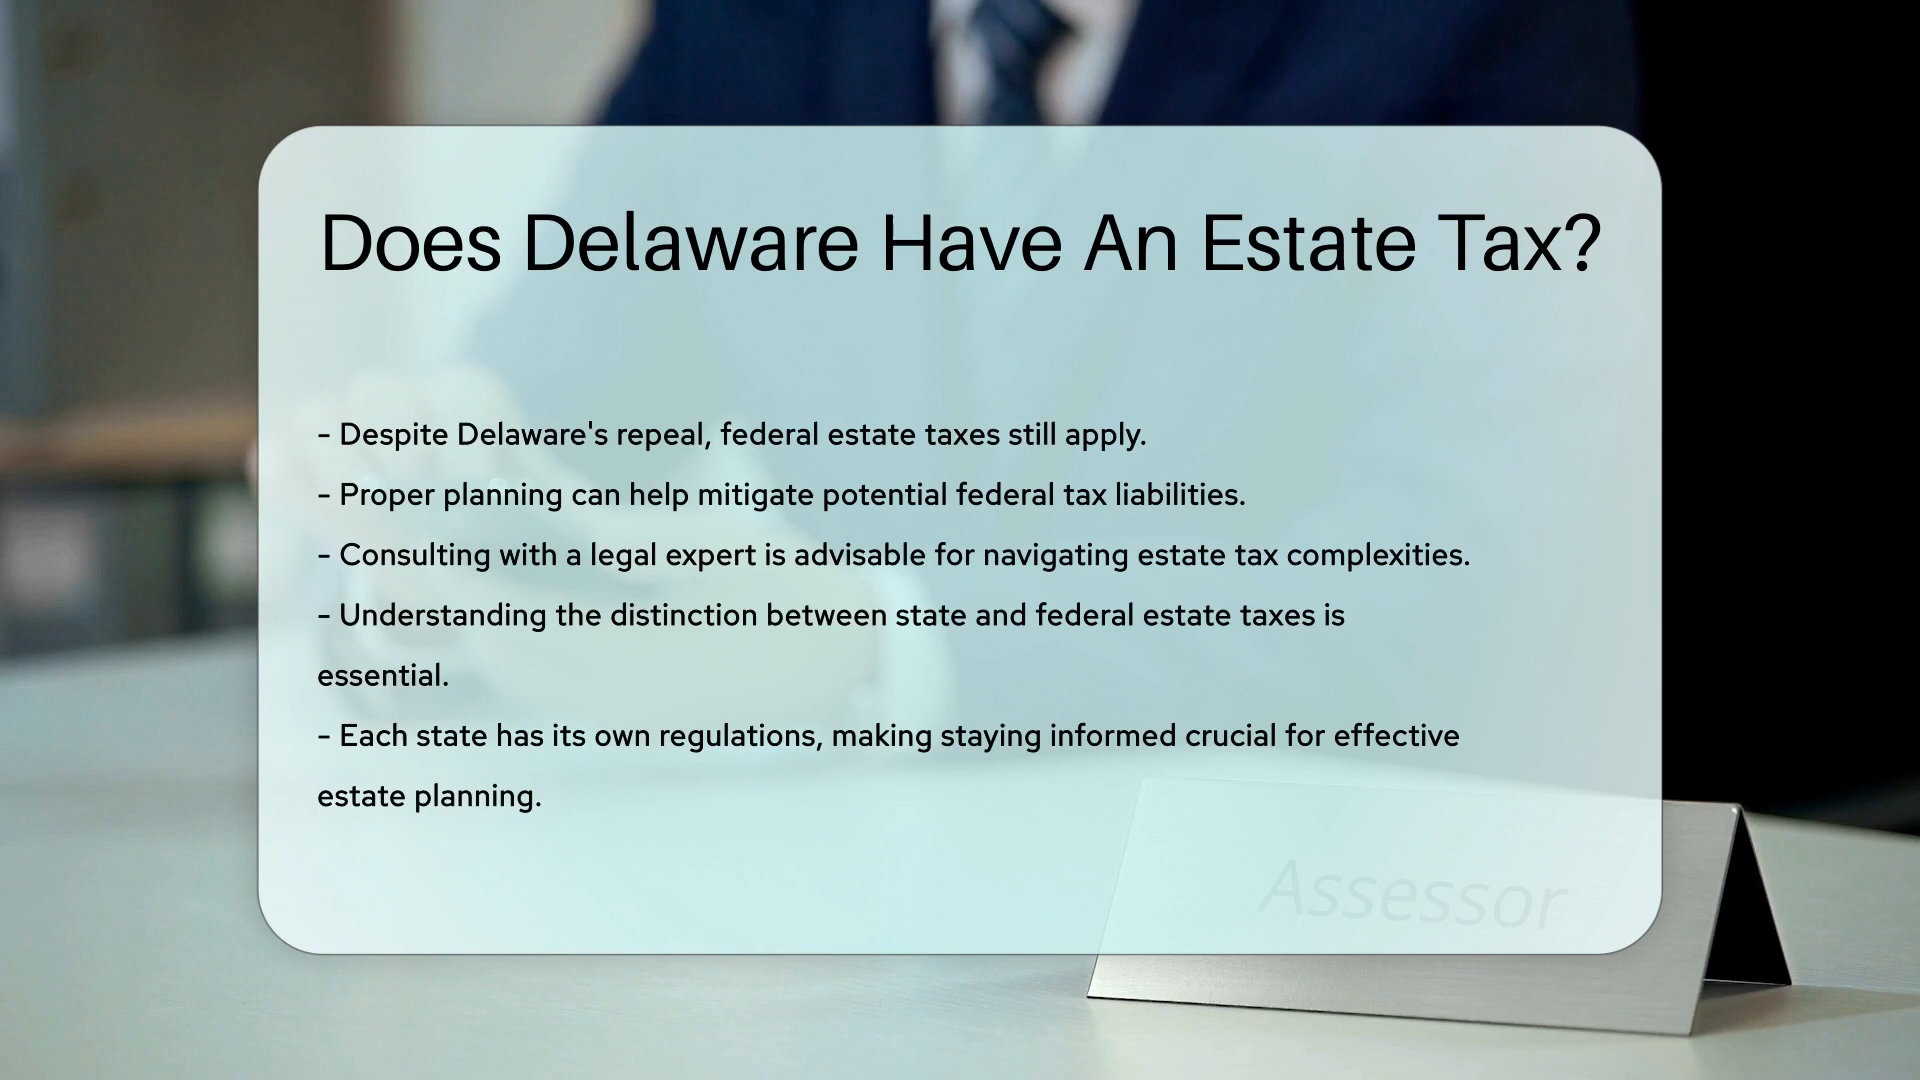 Does Delaware Have An Estate Tax?
- Despite Delaware's repeal, federal estate taxes still apply.
- Proper planning can help mitigate potential federal tax liabilities.
- Consulting with a legal expert is advisable for navigating estate tax complexities.
- Understanding the distinction between state and federal estate taxes is
essential.
- Each state has its own regulations, making staying informed crucial for effective
estate planning.
Assessor